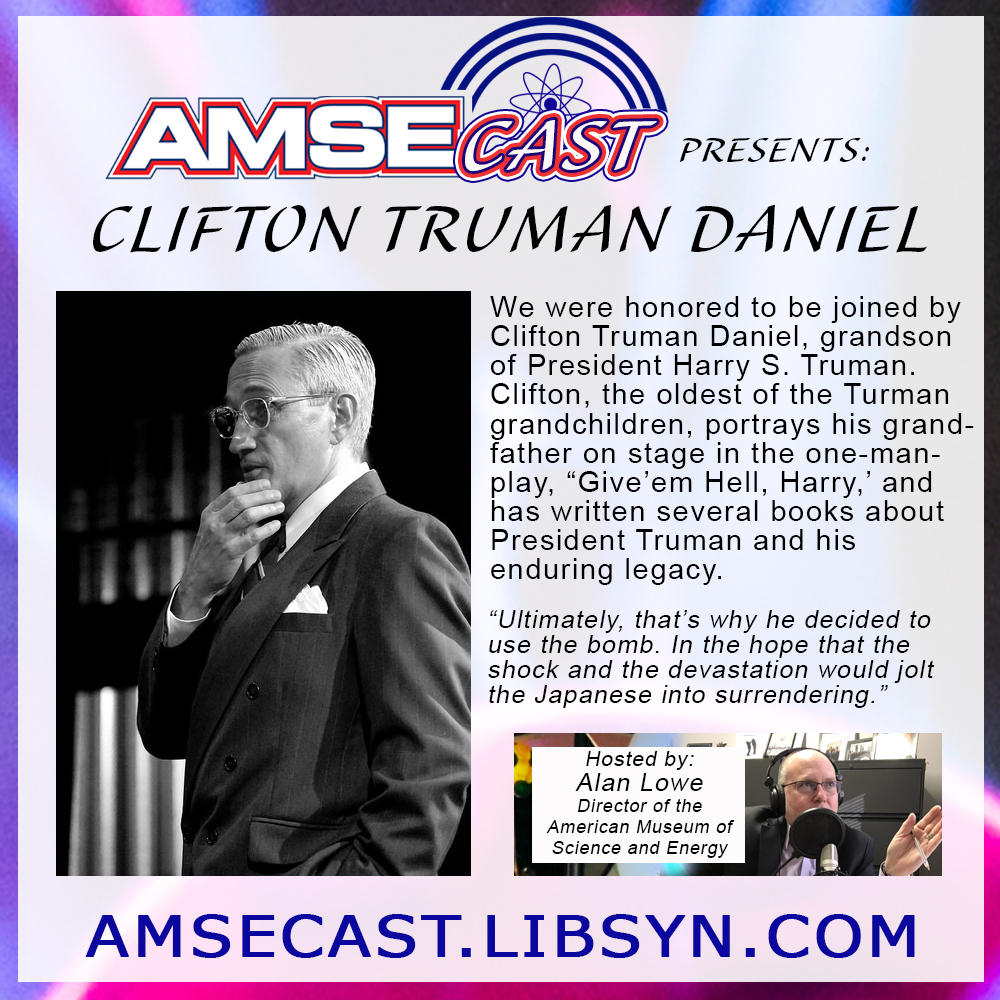 AMSECAST PRESENTS:
CLIFTON TRUMAN DANIEL
We were honored to be joined by
Clifton Truman Daniel, grandson
of President Harry S. Truman.
Clifton, the oldest of the Turman
grandchildren, portrays his grand-
father on stage in the one-man-
play, “Give’em Hell, Harry,’ and
has written several books about
President Truman and his
enduring legacy.
“Ultimately, that’s why he decided to
use the bomb. In the hope that the
shock and the devastation would jolt
the Japanese into surrendering.”
Hosted by:
Alan Lowe
Director of the
American Museum of
Science and Energy
AMSECAST.LIBSYN.COM